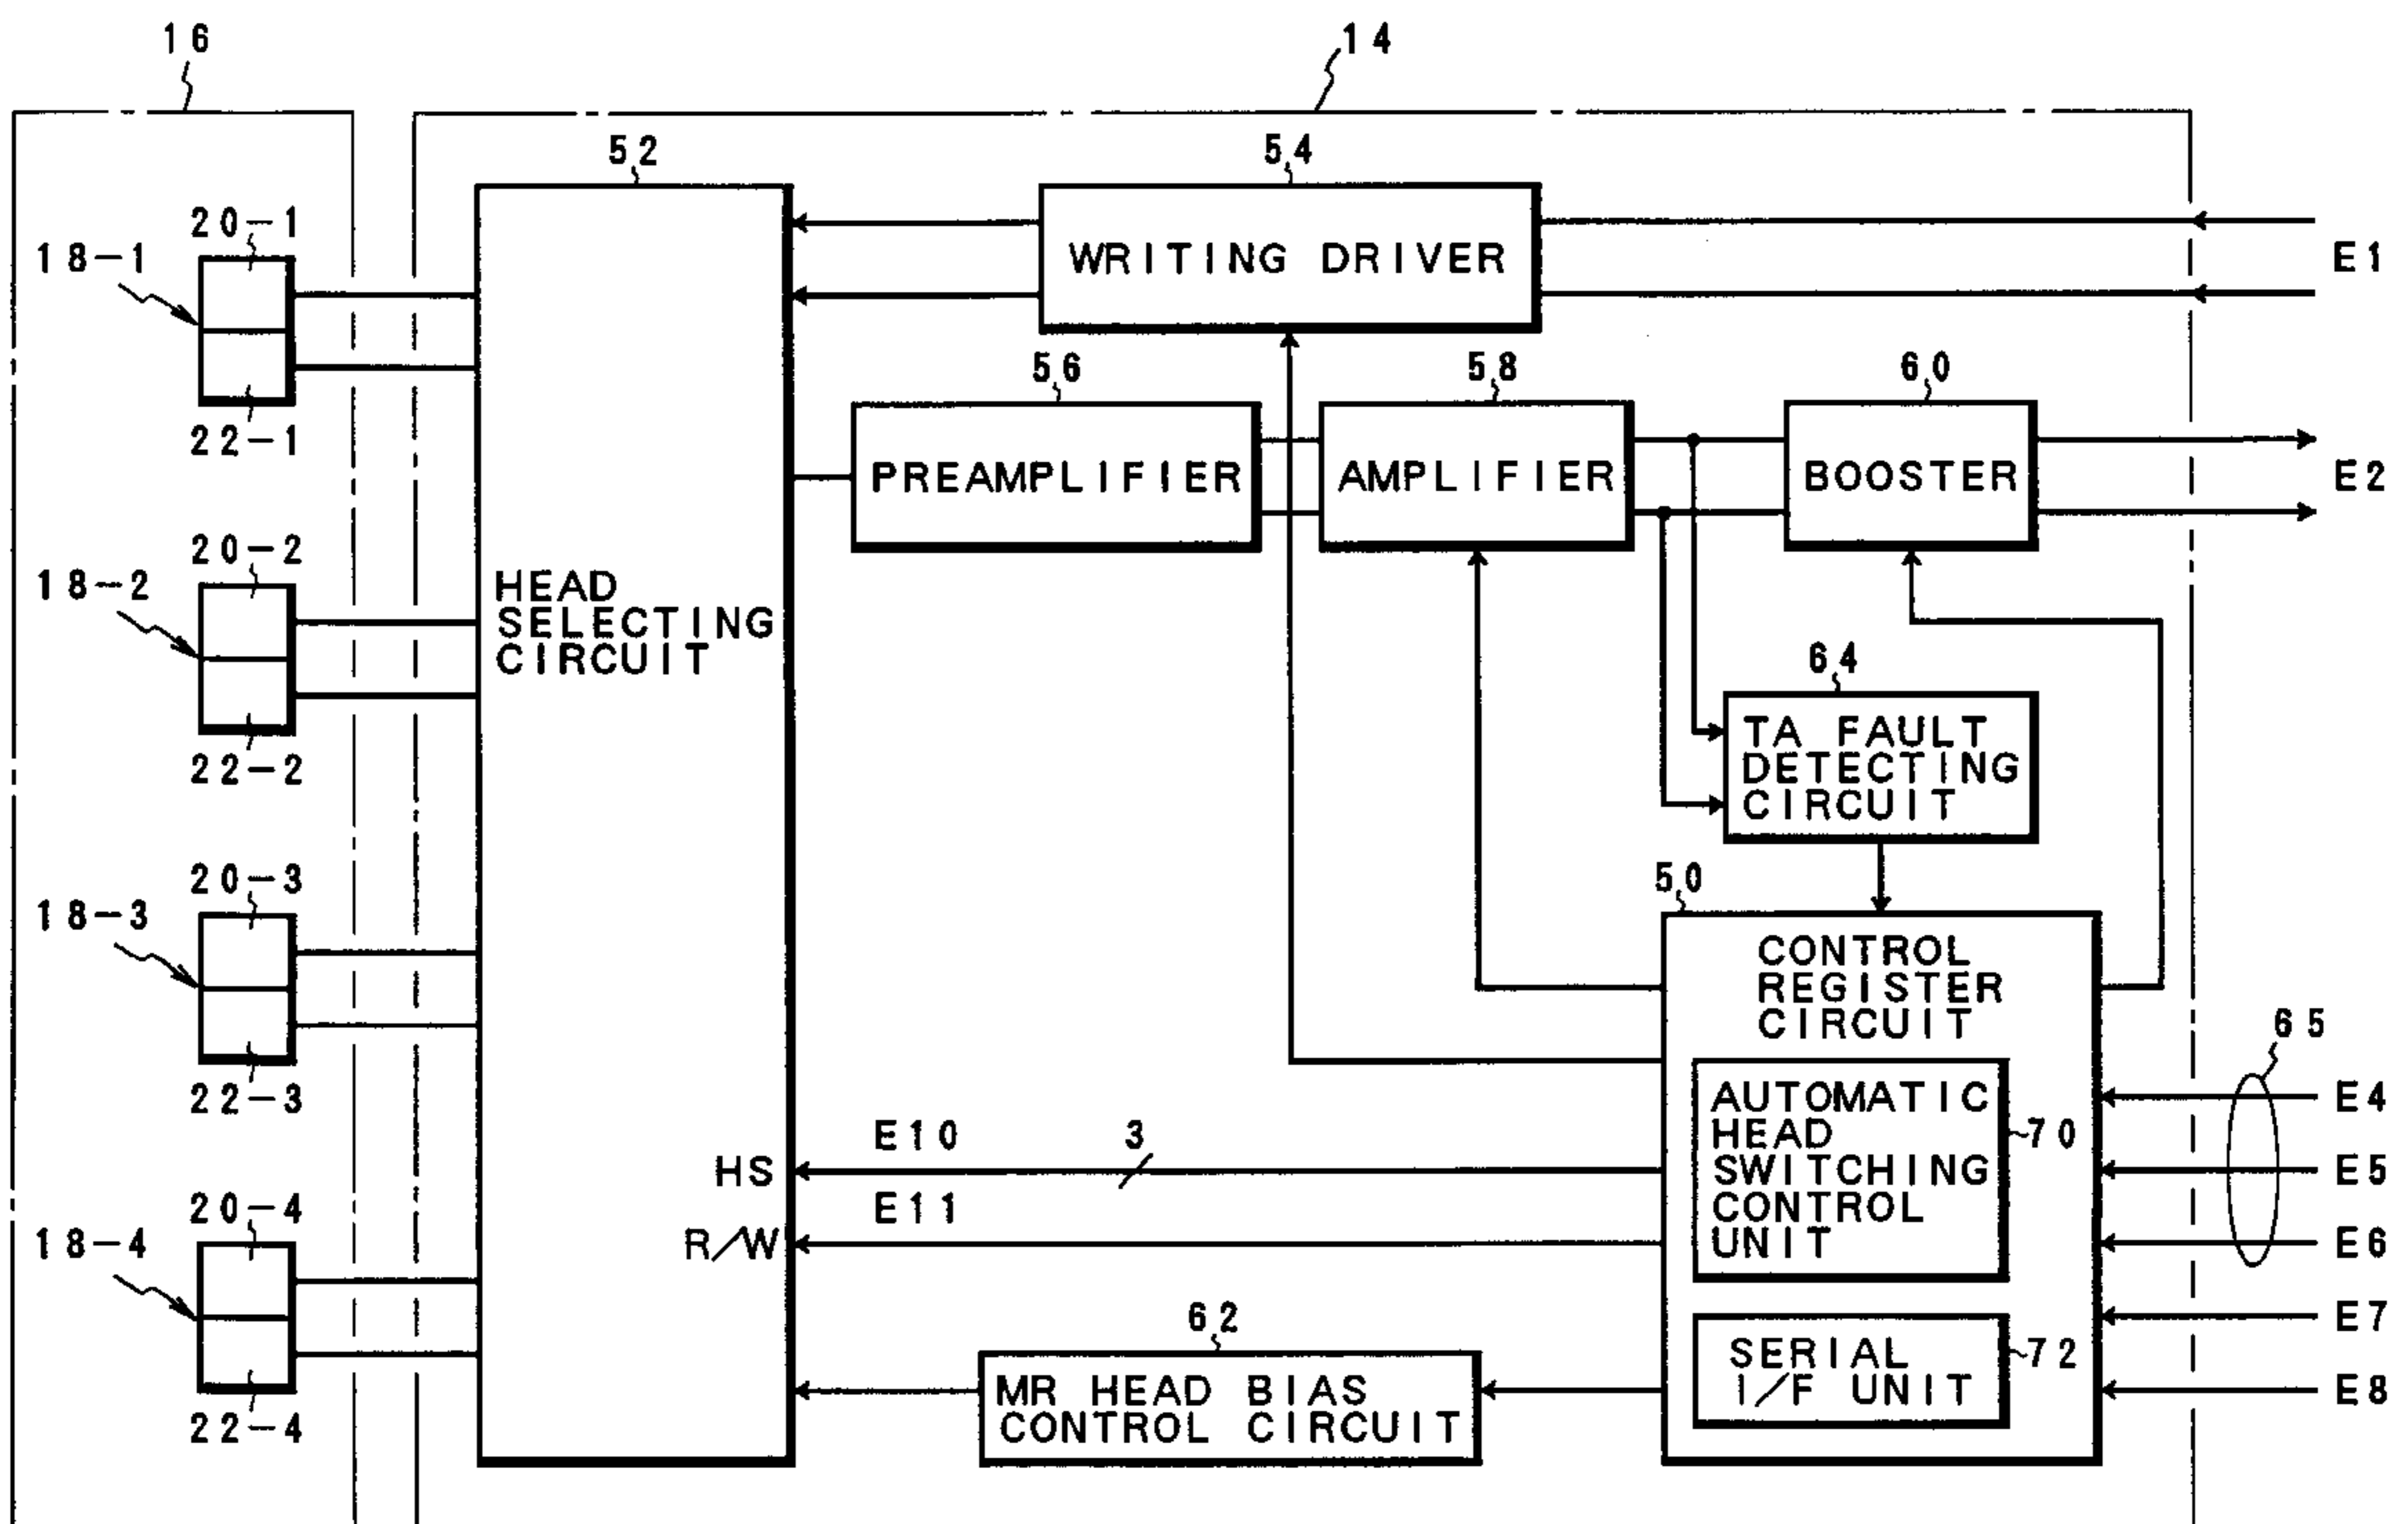 16
14
52
54
20-1
18-1
WRITING DRIVER
E1
22-1
56
58
60
PREAMPLIFIER
AMPLIFIER
BOOSTER
E2
20-2
18-2
HEAD
SELECTING
CIRCUIT
22-2
64
TA FAULT
DETECTING
CIRCUIT
20-3
18-3
22-3
50
CONTROL
REGISTER
CIRCUIT
65
AUTOMATIC
HEAD
SWITCHING
CONTROL
UNIT
70
E4
E5
E6
E10
3
HS
E11
R/W
20-4
18-4
22-4
62
MR HEAD BIAS
CONTROL CIRCUIT
SERIAL
I/F UNIT
72
E7
E8